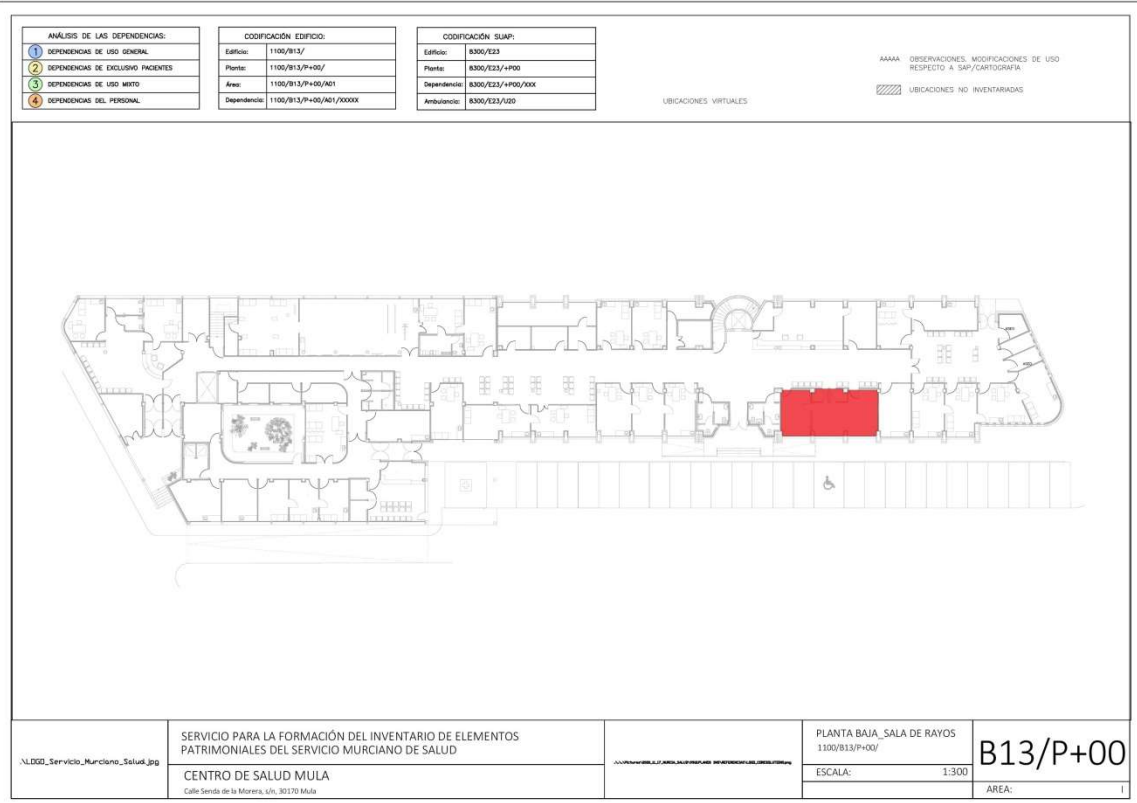 ANÁLISIS DE LAS DEPENDENCIAS:
1 DEPENDENCIAS DE USO GENERAL
2 DEPENDENCIAS DE EXCLUSIVO PACIENTES
3 DEPENDENCIAS DE USO MIXTO
4 DEPENDENCIAS DEL PERSONAL
CODIFICACIÓN EDIFICIO:
Edificio: 1100/B13/
Planta: 1100/B13/P+00/
Área: 1100/B13/P+00/A01
Dependencia: 1100/B13/P+00/A01/XXXXX
CODIFICACIÓN SUAP:
Edificio: B300/E23
Planta: B300/E23/+P00
Dependencia: B300/E23/+P00/XXX
Ambulancia: B300/E23/U20
UBICACIONES VIRTUALES
AAAAA OBSERVACIONES. MODIFICACIONES DE USO
RESPECTO A SAP/CARTOGRAFÍA
UBICACIONES NO INVENTARIADAS
.\LOGO_Servicio_Murciano_Salud.jpg
SERVICIO PARA LA FORMACIÓN DEL INVENTARIO DE ELEMENTOS
PATRIMONIALES DEL SERVICIO MURCIANO DE SALUD
CENTRO DE SALUD MULA
Calle Senda de la Morera, s/n, 30170 Mula
PLANTA BAJA_SALA DE RAYOS
1100/B13/P+00/
ESCALA: 1:300
B13/P+00
AREA: I